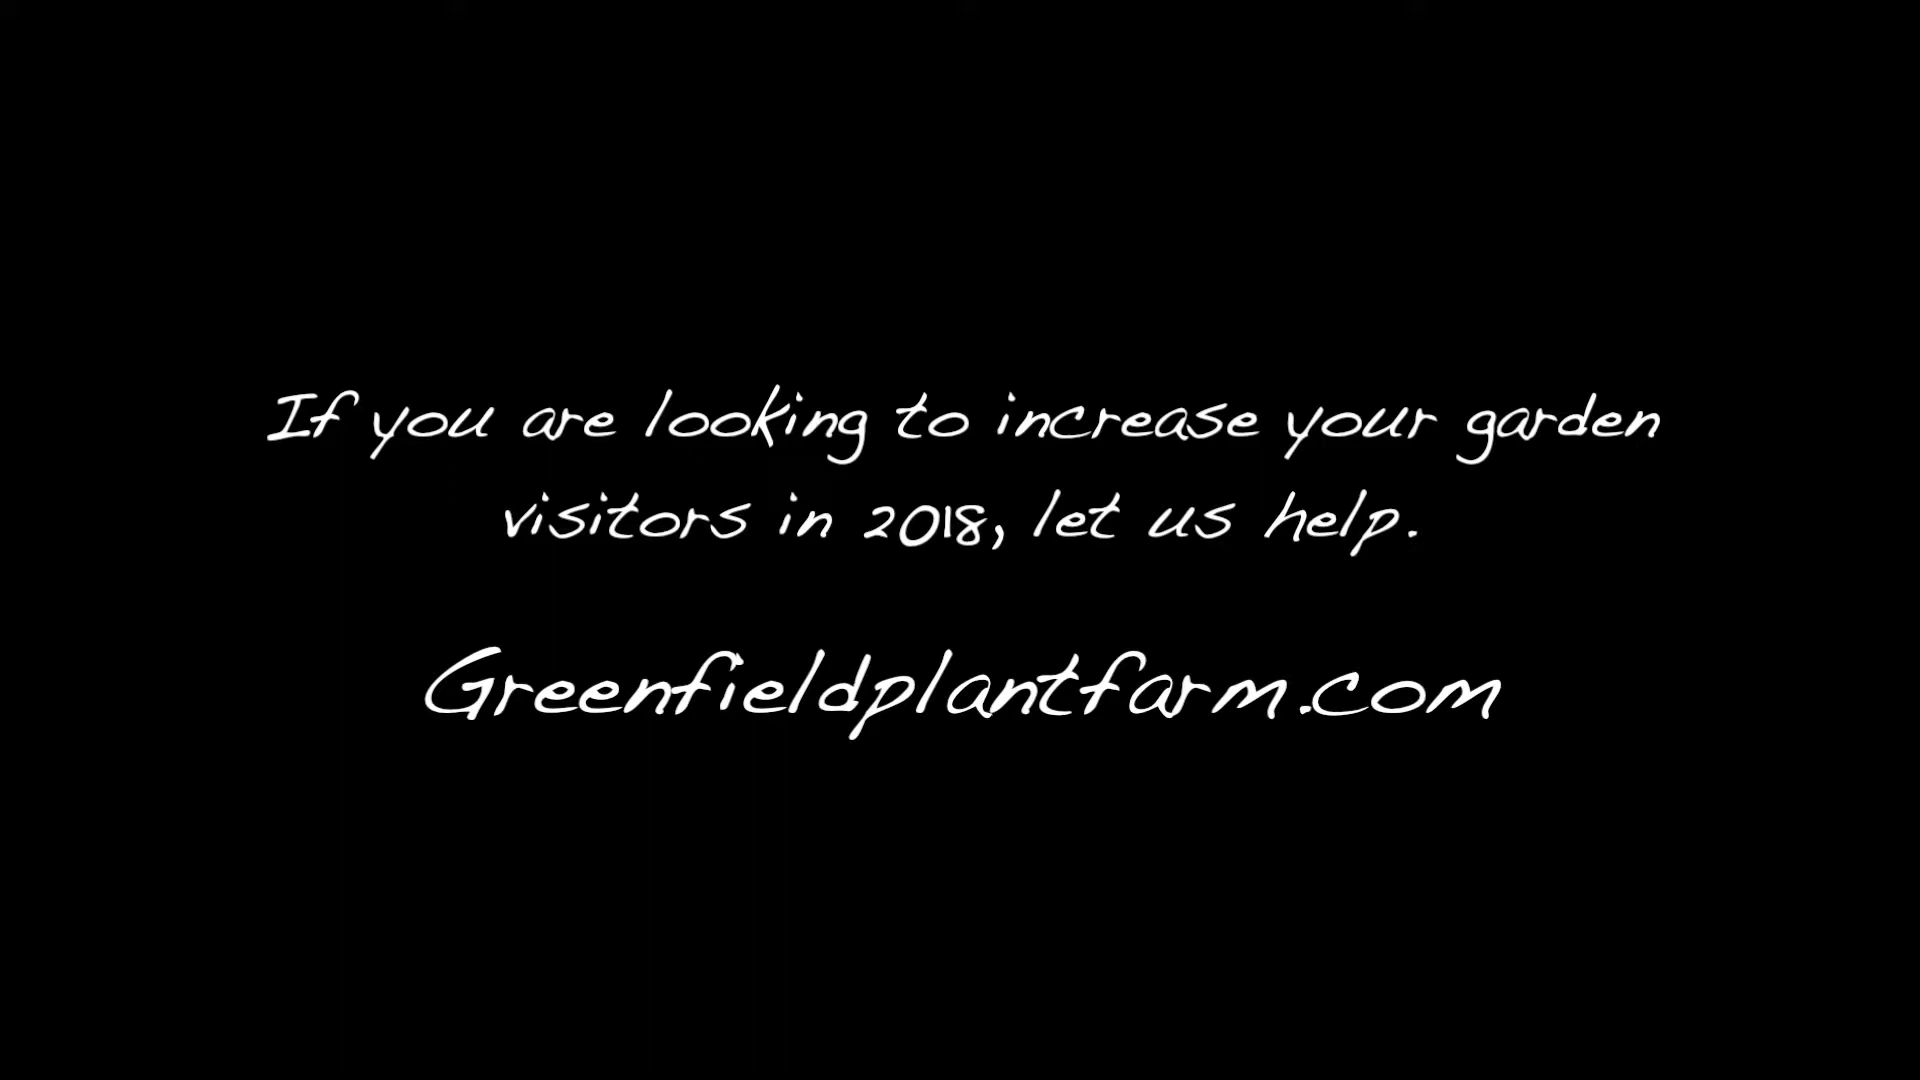 If you are looking to increase your garden
visitors in 2018, let us help.
Greenfieldplantfarm.com